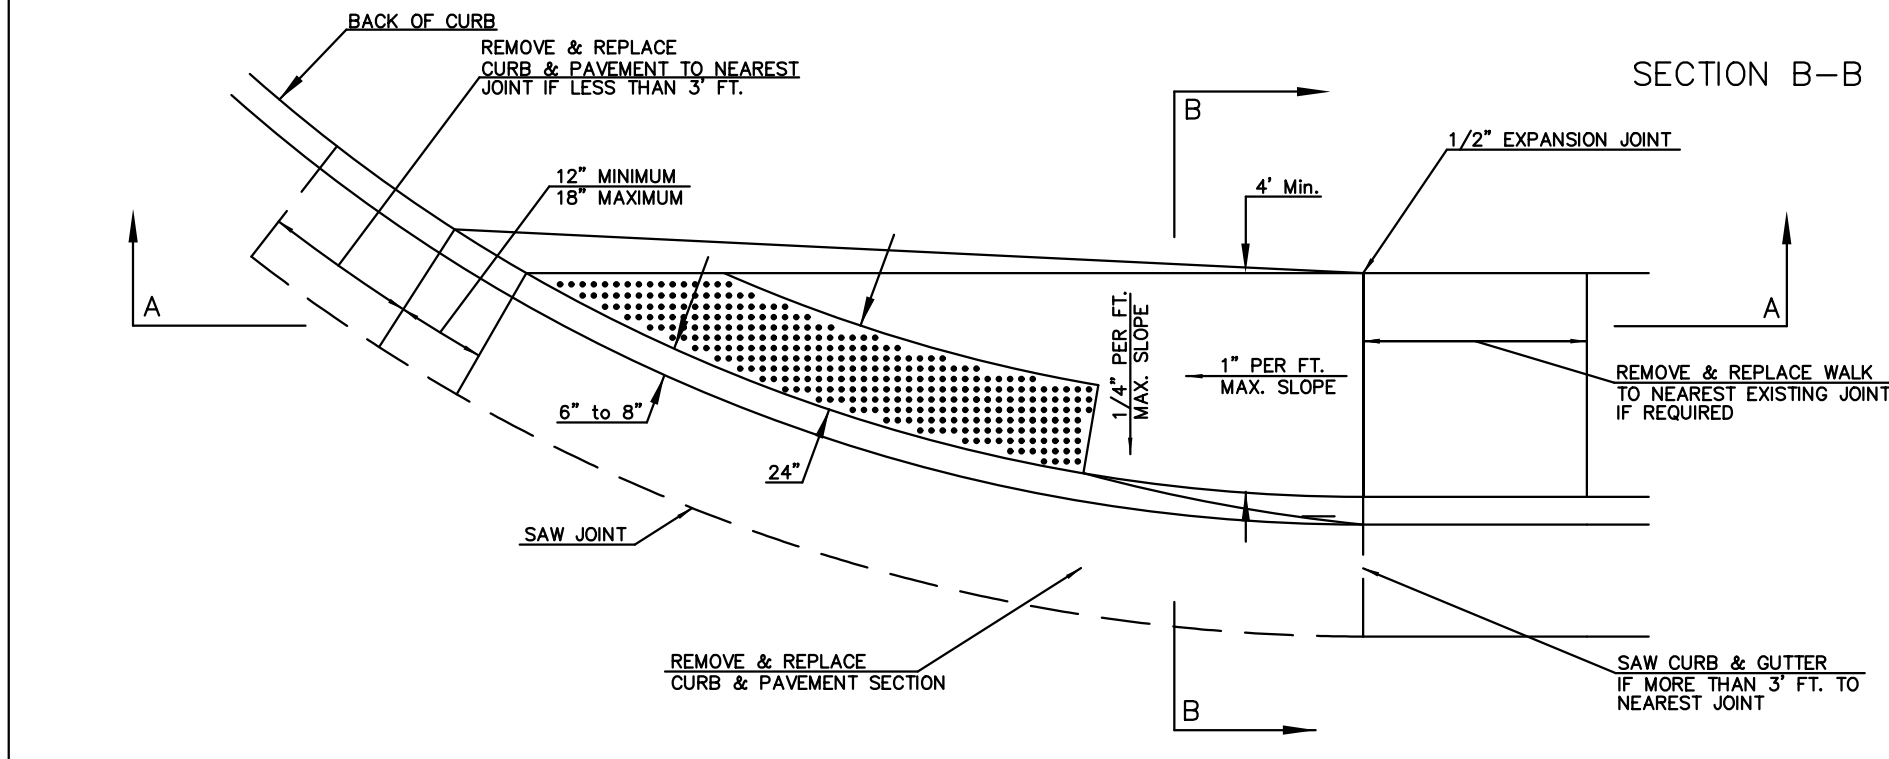 BACK OF CURB
REMOVE & REPLACE
CURB & PAVEMENT TO NEAREST
JOINT IF LESS THAN 3' FT.
SECTION B-B
B
1/2" EXPANSION JOINT
12" MINIMUM
18" MAXIMUM
4' Min.
A
A
1/4" PER FT.
MAX. SLOPE
1" PER FT.
MAX. SLOPE
REMOVE & REPLACE WALK
TO NEAREST EXISTING JOINT
IF REQUIRED
6" to 8"
24"
SAW JOINT
REMOVE & REPLACE
CURB & PAVEMENT SECTION
SAW CURB & GUTTER
IF MORE THAN 3' FT. TO
NEAREST JOINT
B